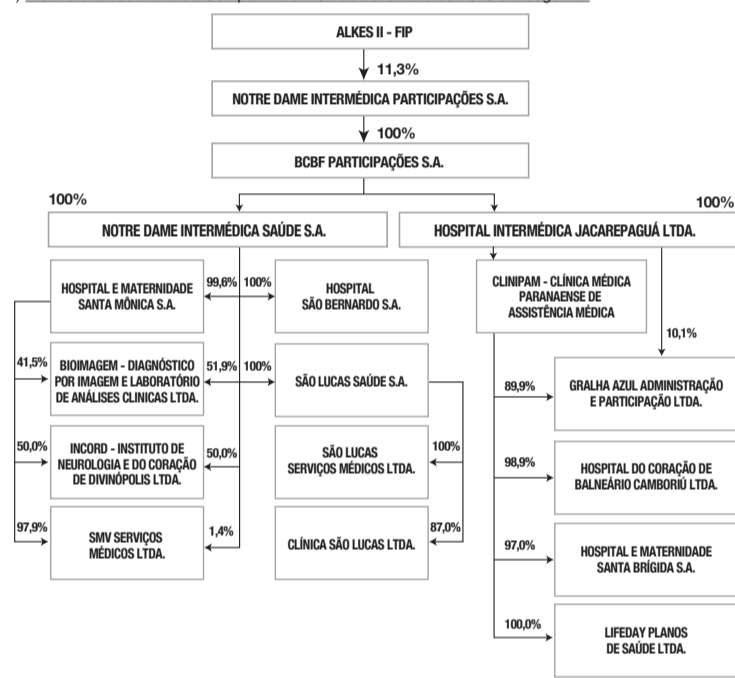 ALKES II - FIP
11,3%
NOTRE DAME INTERMÉDICA PARTICIPAÇÕES S.A.
100%
BCBF PARTICIPAÇÕES S.A.
100%
100%
NOTRE DAME INTERMÉDICA SAÚDE S.A.
HOSPITAL INTERMÉDICA JACAREPAGUÁ LTDA.
HOSPITAL E MATERNIDADE
SANTA MÔNICA S.A.
99,6%
100%
HOSPITAL
SÃO BERNARDO S.A.
CLINIPAM - CLÍNICA MÉDICA
PARANAENSE DE
ASSISTÊNCIA MÉDICA
10,1%
41,5%
BIOIMAGEM - DIAGNÓSTICO
POR IMAGEM E LABORATÓRIO
DE ANÁLISES CLINICAS LTDA.
51,9%
100%
SÃO LUCAS SAÚDE S.A.
89,9%
GRALHA AZUL ADMINISTRAÇÃO
E PARTICIPAÇÃO LTDA.
50,0%
INCORD - INSTITUTO DE
NEUROLOGIA E DO CORAÇÃO
DE DIVINÓPOLIS LTDA.
50,0%
SÃO LUCAS
SERVIÇOS MÉDICOS LTDA.
100%
98,9%
HOSPITAL DO CORAÇÃO DE
BALNEÁRIO CAMBORIÚ LTDA.
97,9%
SMV SERVIÇOS
MÉDICOS LTDA.
1,4%
CLÍNICA SÃO LUCAS LTDA.
87,0%
97,0%
HOSPITAL E MATERNIDADE
SANTA BRÍGIDA S.A.
100,0%
LIFEDAY PLANOS
DE SAÚDE LTDA.